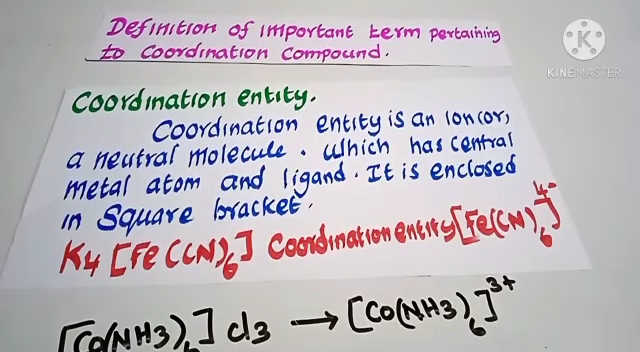 Definition of important term pertaining
to Coordination Compound.
K
KINEMASTER
Coordination entity.
Coordination entity is an Ion(or,
a neutral molecule. which has central
metal atom and ligand. It is enclosed
in Square bracket.
K4 [Fe(CN)6] Coordination entity [Fe(CN)6]4-
[Co(NH3)6] Cl3 → [Co(NH3)6]3+